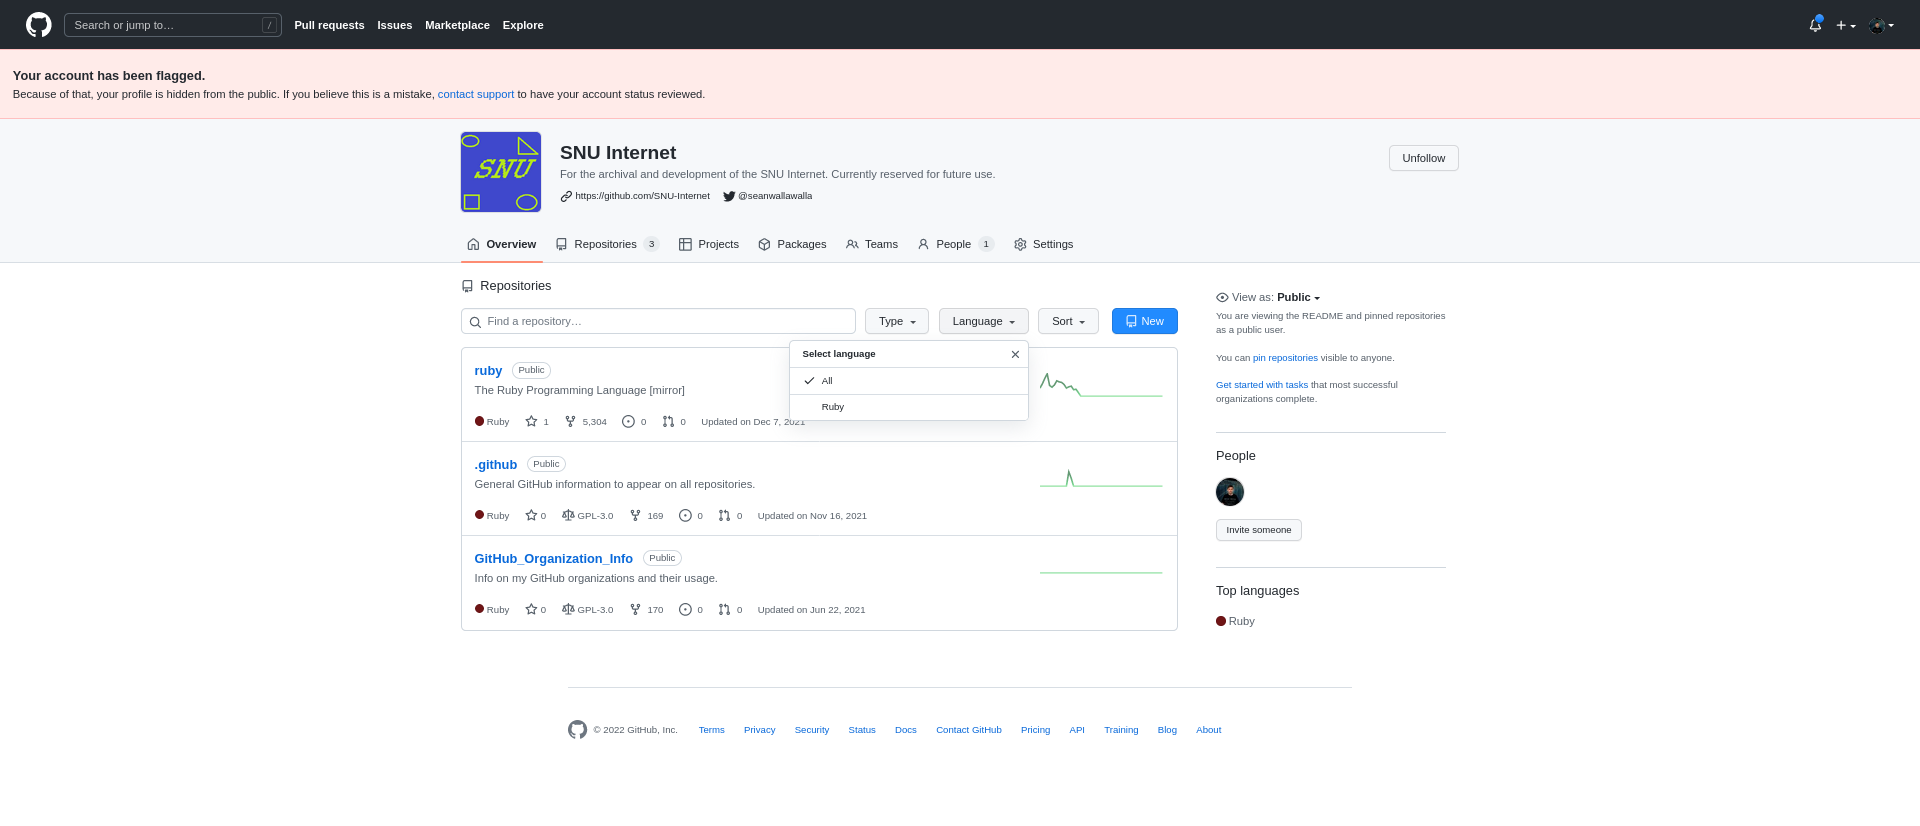 Search or jump to… / Pull requests Issues Marketplace Explore
Your account has been flagged.
Because of that, your profile is hidden from the public. If you believe this is a mistake, contact support to have your account status reviewed.
SNU
SNU Internet
Unfollow
For the archival and development of the SNU Internet. Currently reserved for future use.
https://github.com/SNU-Internet @seanwallawalla
Overview Repositories 3 Projects Packages Teams People 1 Settings
Repositories
Find a repository… Type Language Sort New
Select language
All
Ruby
ruby Public
The Ruby Programming Language [mirror]
Ruby 1 5,304 0 0 Updated on Dec 7, 2021
.github Public
General GitHub information to appear on all repositories.
Ruby 0 GPL-3.0 169 0 0 Updated on Nov 16, 2021
GitHub_Organization_Info Public
Info on my GitHub organizations and their usage.
Ruby 0 GPL-3.0 170 0 0 Updated on Jun 22, 2021
View as: Public
You are viewing the README and pinned repositories
as a public user.
You can pin repositories visible to anyone.
Get started with tasks that most successful
organizations complete.
People
Invite someone
Top languages
Ruby
© 2022 GitHub, Inc. Terms Privacy Security Status Docs Contact GitHub Pricing API Training Blog About